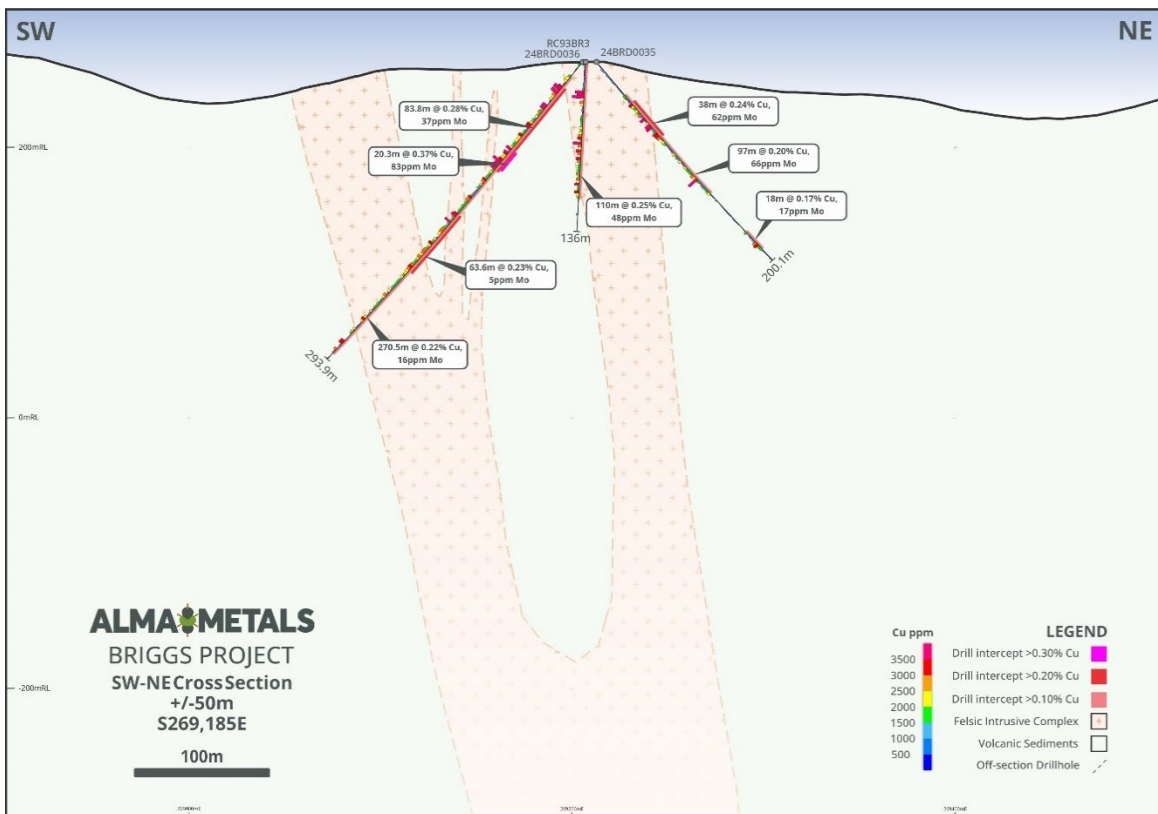 SW
NE
RC93BR3
24BRD0036
24BRD0035
83.8m @ 0.28% Cu,
37ppm Mo
38m @ 0.24% Cu,
62ppm Mo
200mRL
20.3m @ 0.37% Cu,
83ppm Mo
97m @ 0.20% Cu,
66ppm Mo
110m @ 0.25% Cu,
48ppm Mo
18m @ 0.17% Cu,
17ppm Mo
136m
200.1m
63.6m @ 0.23% Cu,
5ppm Mo
270.5m @ 0.22% Cu,
16ppm Mo
293.9m
0mRL
ALMA METALS
BRIGGS PROJECT
SW-NE Cross Section
+/-50m
S269,185E
100m
-200mRL
Cu ppm
3500
3000
2500
2000
1500
1000
500
LEGEND
Drill intercept >0.30% Cu
Drill intercept >0.20% Cu
Drill intercept >0.10% Cu
Felsic Intrusive Complex
Volcanic Sediments
Off-section Drillhole